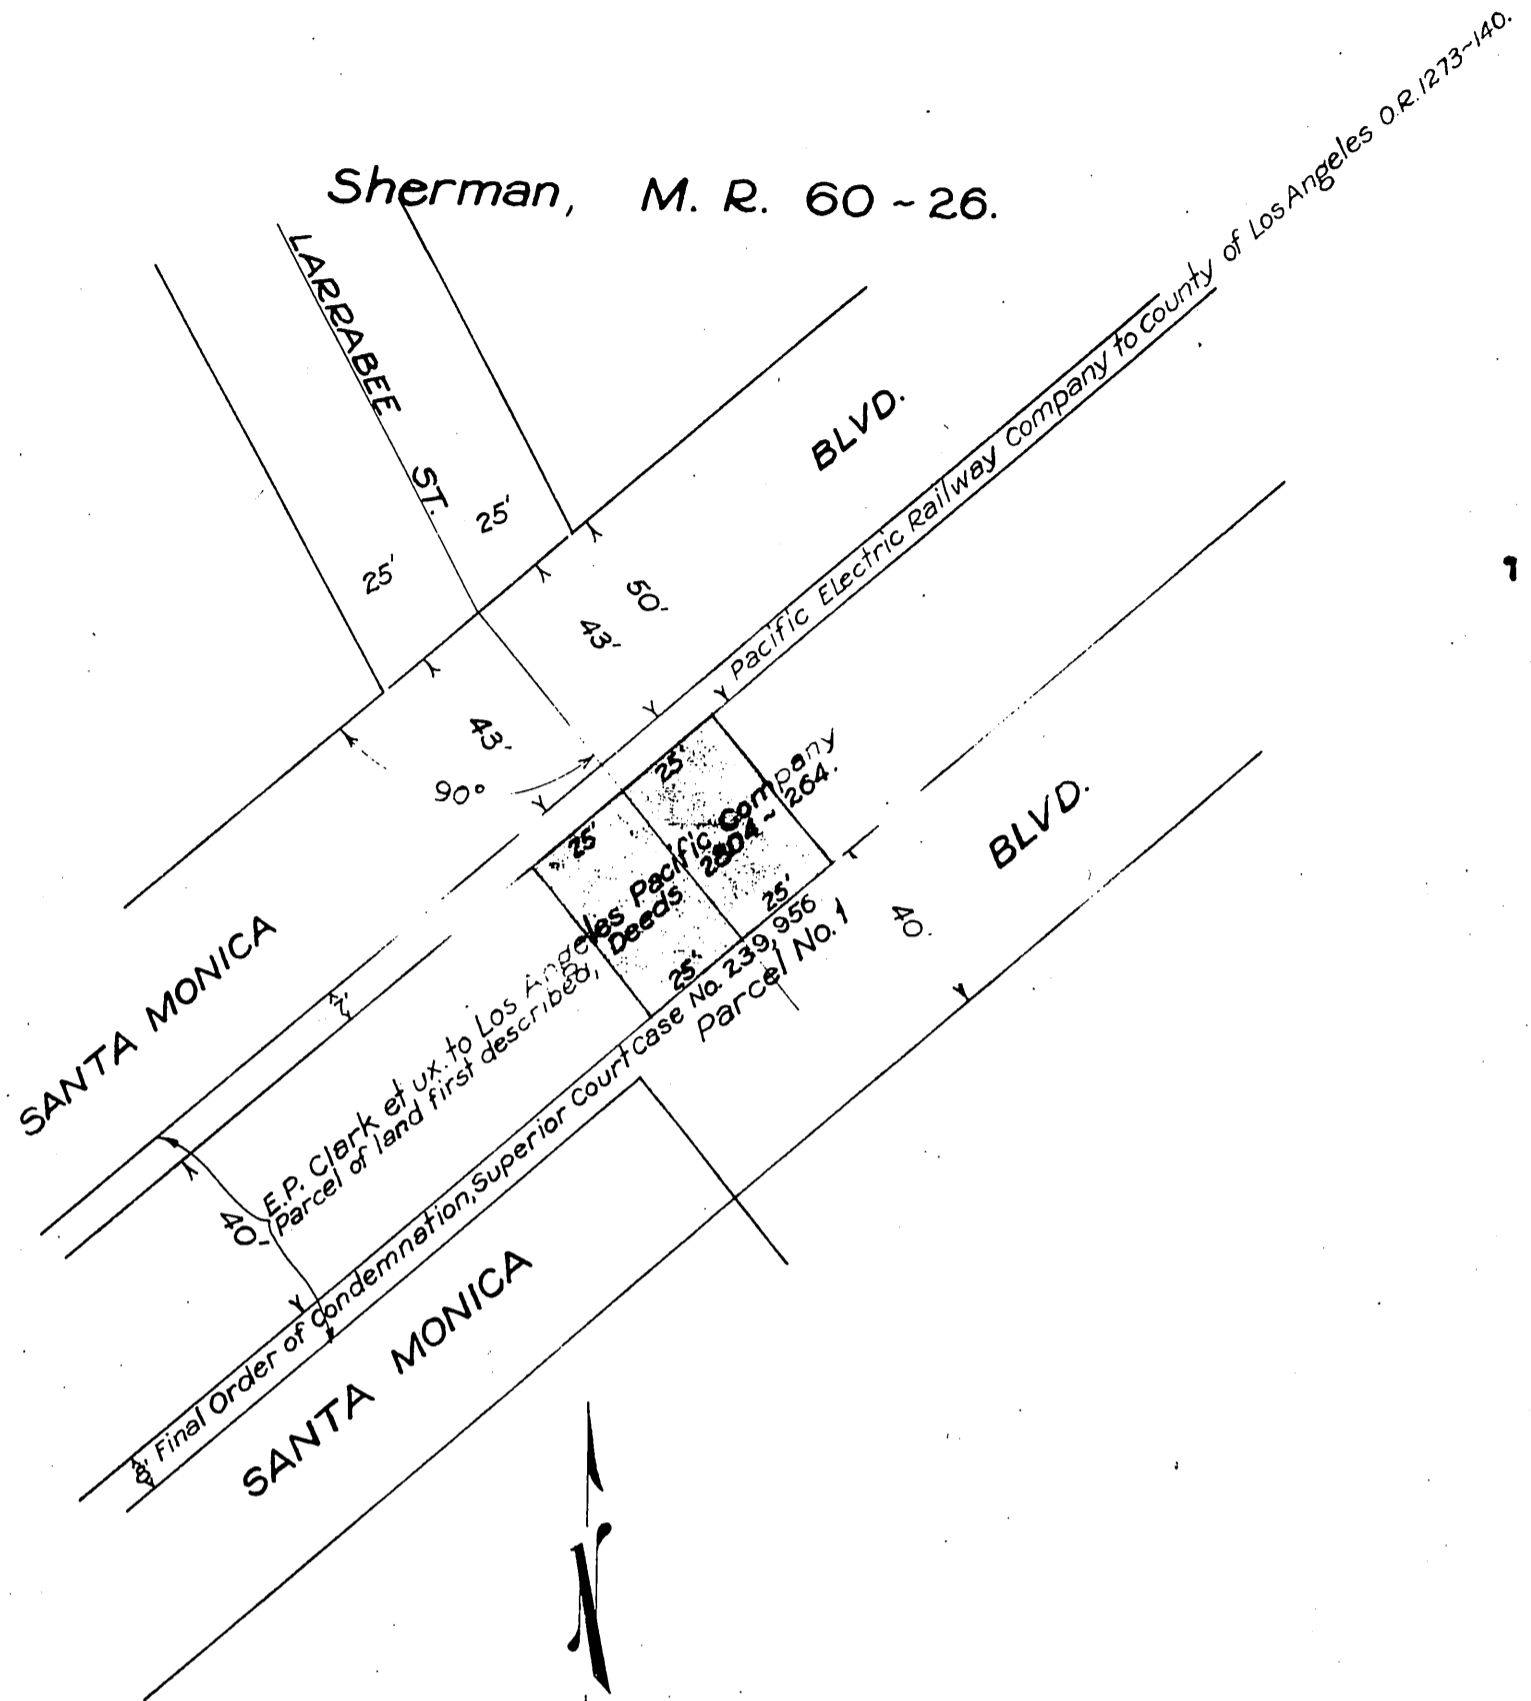 Sherman, M. R. 60~26.
LARRABEE ST.
25'
25'
BLVD.
Pacific Electric Railway Company to County of Los Angeles O.R. 1273~140.
50'
43'
43'
90°
25'
25'
25'
25'
E.P. Clark et ux. to Los Angeles Pacific Company
Parcel of land first described, Deeds 2804~264.
SANTA MONICA
7'
40'
Final Order of Condemnation, Superior Court Case No. 239,956
Parcel No. 1
8'
40'
BLVD.
SANTA MONICA
N